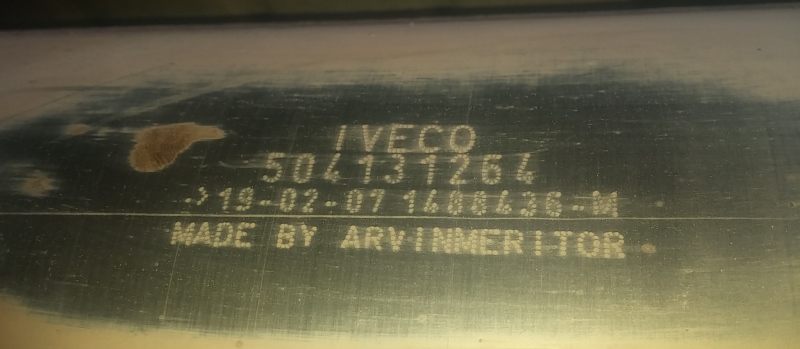 IVECO
504131264
->19-02-07 1400436-M
MADE BY ARVINMERITOR